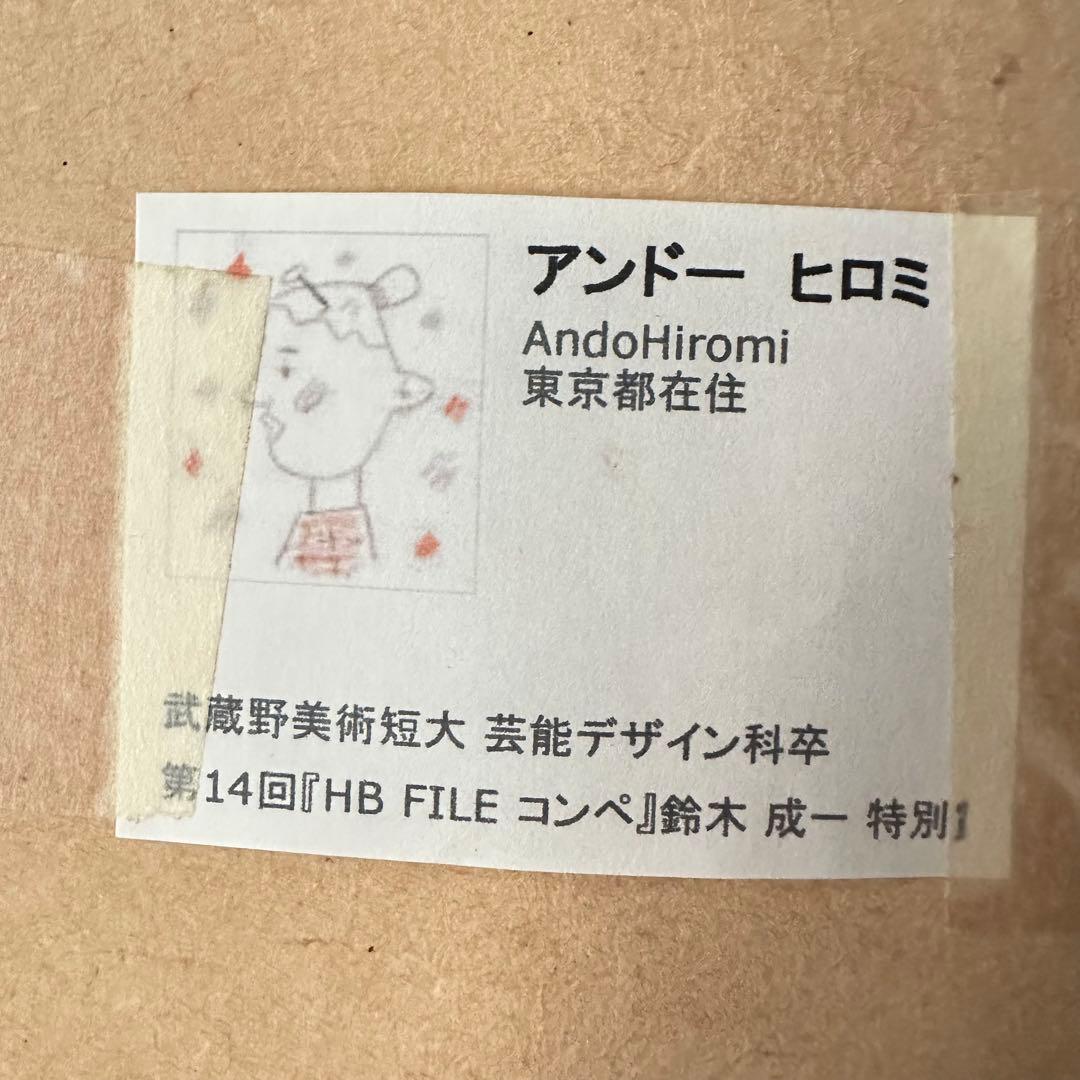 アンドー ヒロミ
AndoHiromi
東京都在住
武蔵野美術短大 芸能デザイン科卒
第14回『HB FILE コンペ』鈴木 成一 特別